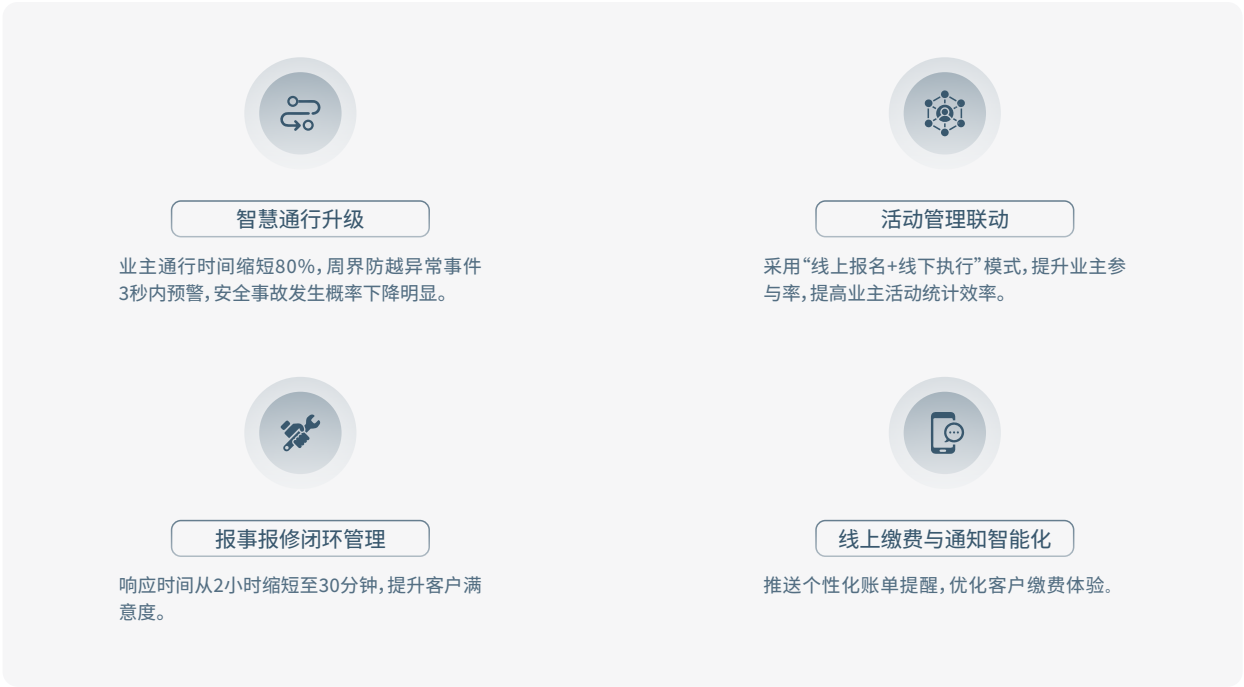 智慧通行升级
业主通行时间缩短80%，周界防越异常事件
3秒内预警，安全事故发生概率下降明显。
活动管理联动
采用“线上报名+线下执行”模式，提升业主参
与率，提高业主活动统计效率。
报事报修闭环管理
响应时间从2小时缩短至30分钟，提升客户满
意度。
线上缴费与通知智能化
推送个性化账单提醒，优化客户缴费体验。